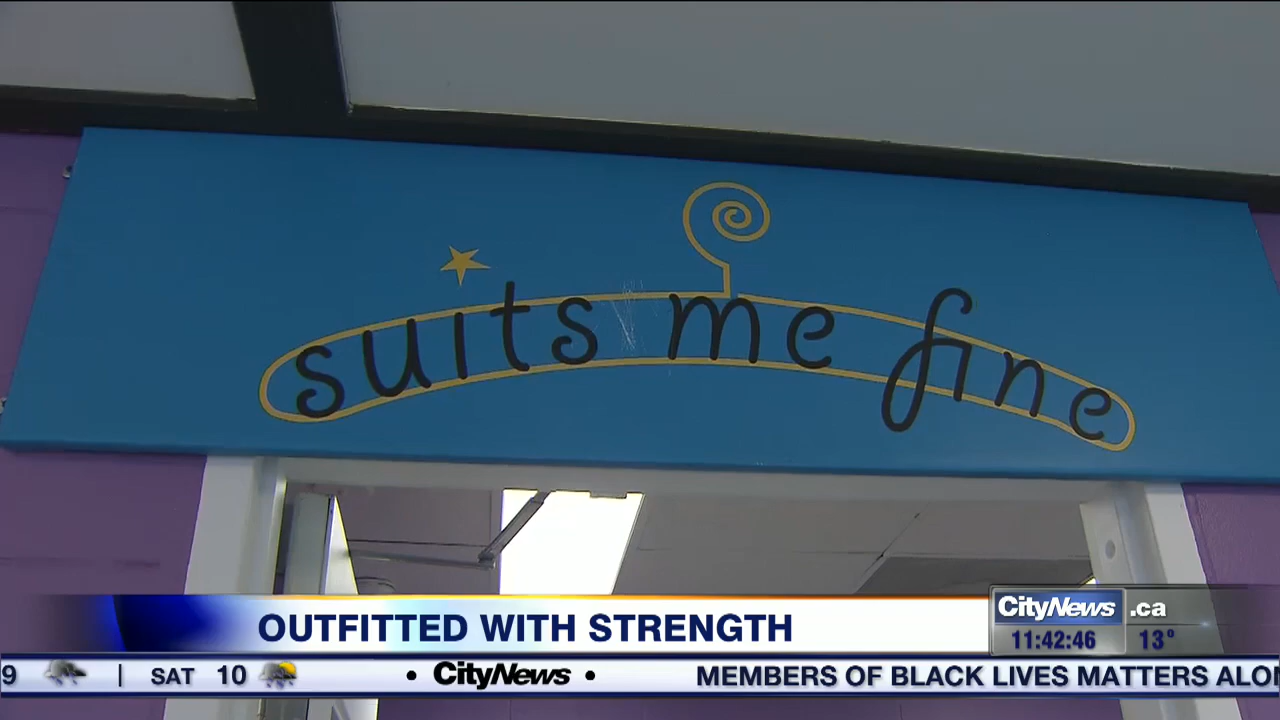 suits me fine
OUTFITTED WITH STRENGTH
CityNews .ca
11:42:46 13°
9 | SAT 10 • CityNews • MEMBERS OF BLACK LIVES MATTERS